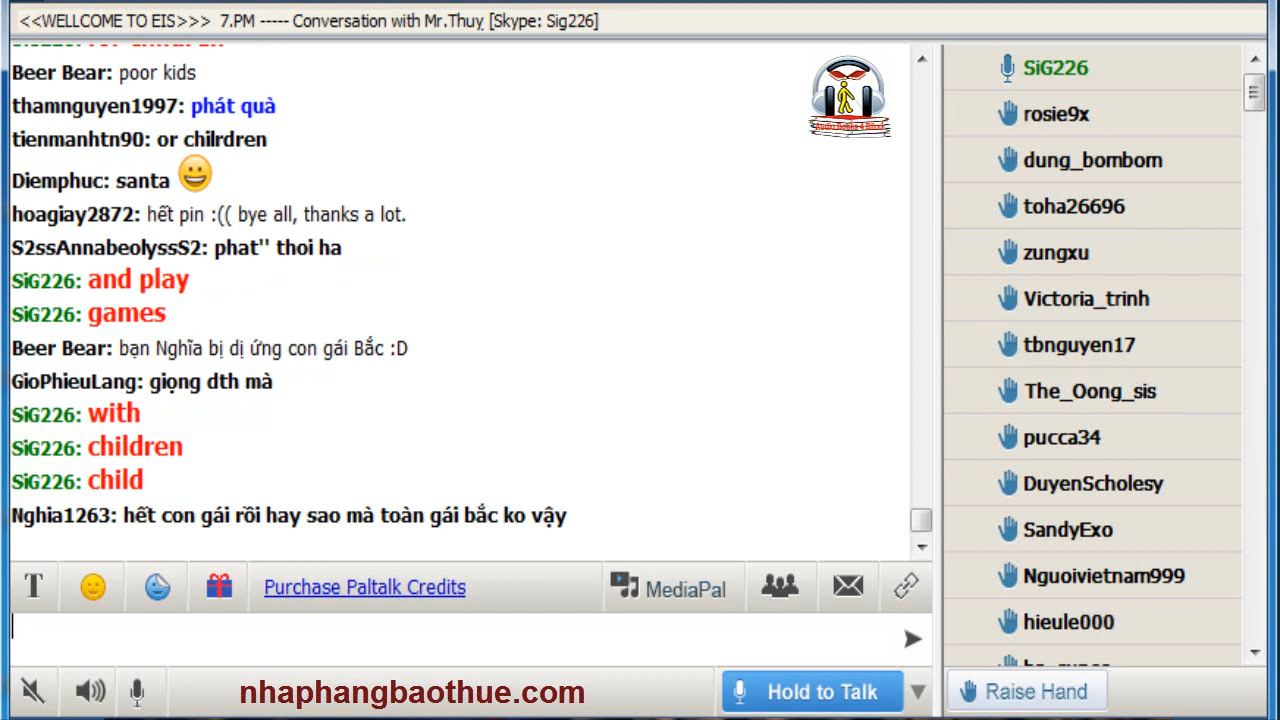 <<WELLCOME TO EIS>>> 7.PM ----- Conversation with Mr.Thuỵ [Skype: Sig226]
Beer Bear: poor kids
thamnguyen1997: phát quà
tienmanhtn90: or chilrdren
Diemphuc: santa
hoagiay2872: hết pin :(( bye all, thanks a lot.
S2ssAnnabeolyssS2: phat'' thoi ha
SiG226: and play
SiG226: games
Beer Bear: bạn Nghĩa bị dị ứng con gái Bắc :D
GioPhieuLang: giọng dth mà
SiG226: with
SiG226: children
SiG226: child
Nghia1263: hết con gái rồi hay sao mà toàn gái bắc ko vậy
Audio Books 4 Blind
SiG226
rosie9x
dung_bombom
toha26696
zungxu
Victoria_trinh
tbnguyen17
The_Oong_sis
pucca34
DuyenScholesy
SandyExo
Nguoivietnam999
hieule000
T
Purchase Paltalk Credits
MediaPal
nhaphangbaothue.com
Hold to Talk
Raise Hand